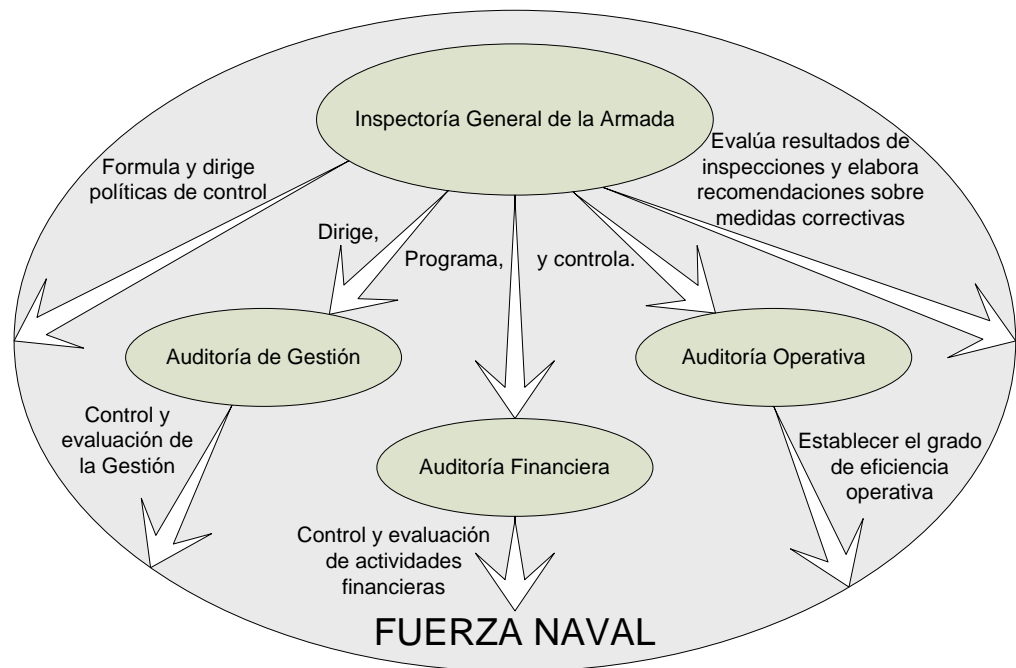 Inspectoría General de la Armada
Formula y dirige
políticas de control
Evalúa resultados de
inspecciones y elabora
recomendaciones sobre
medidas correctivas
Dirige,
Programa,
y controla.
Auditoría de Gestión
Auditoría Operativa
Control y
evaluación de
la Gestión
Auditoría Financiera
Establecer el grado
de eficiencia
operativa
Control y evaluación
de actividades
financieras
FUERZA NAVAL